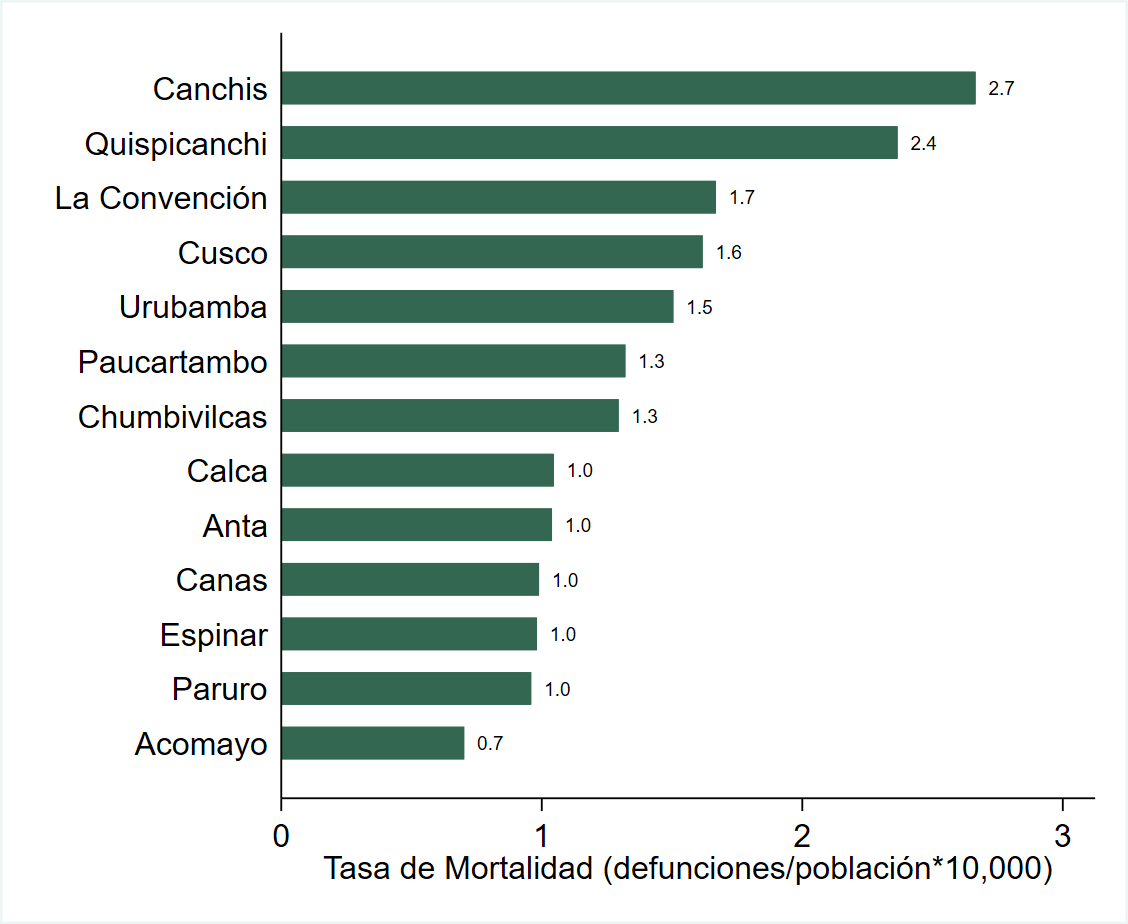 Canchis 2.7
Quispicanchi 2.4
La Convención 1.7
Cusco 1.6
Urubamba 1.5
Paucartambo 1.3
Chumbivilcas 1.3
Calca 1.0
Anta 1.0
Canas 1.0
Espinar 1.0
Paruro 1.0
Acomayo 0.7
0 1 2 3
Tasa de Mortalidad (defunciones/población*10,000)